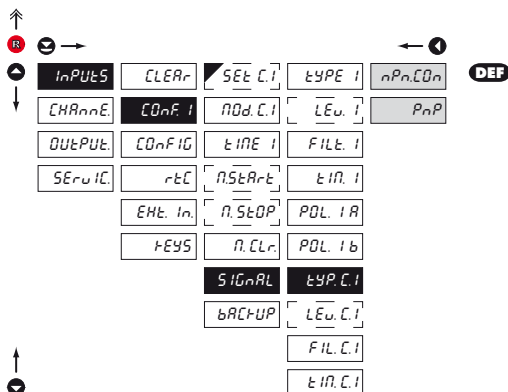 R
InPUtS CLEAr SEt C.1 tYPE 1 nPn.COn DEF
CHAnnE. COnF. 1 MOd. C.1 LEv. 1 PnP
OUtPUt. COnFIG tIME 1 FILt. 1
SErvIC. rtC M.StArt tIM. 1
EHt. In. M. StOP POL. 1A
KEYS M. CLr. POL. 1b
SIGnAL tYP. C.1
bACKUP LEv. C.1
FIL. C.1
tIM. C.1